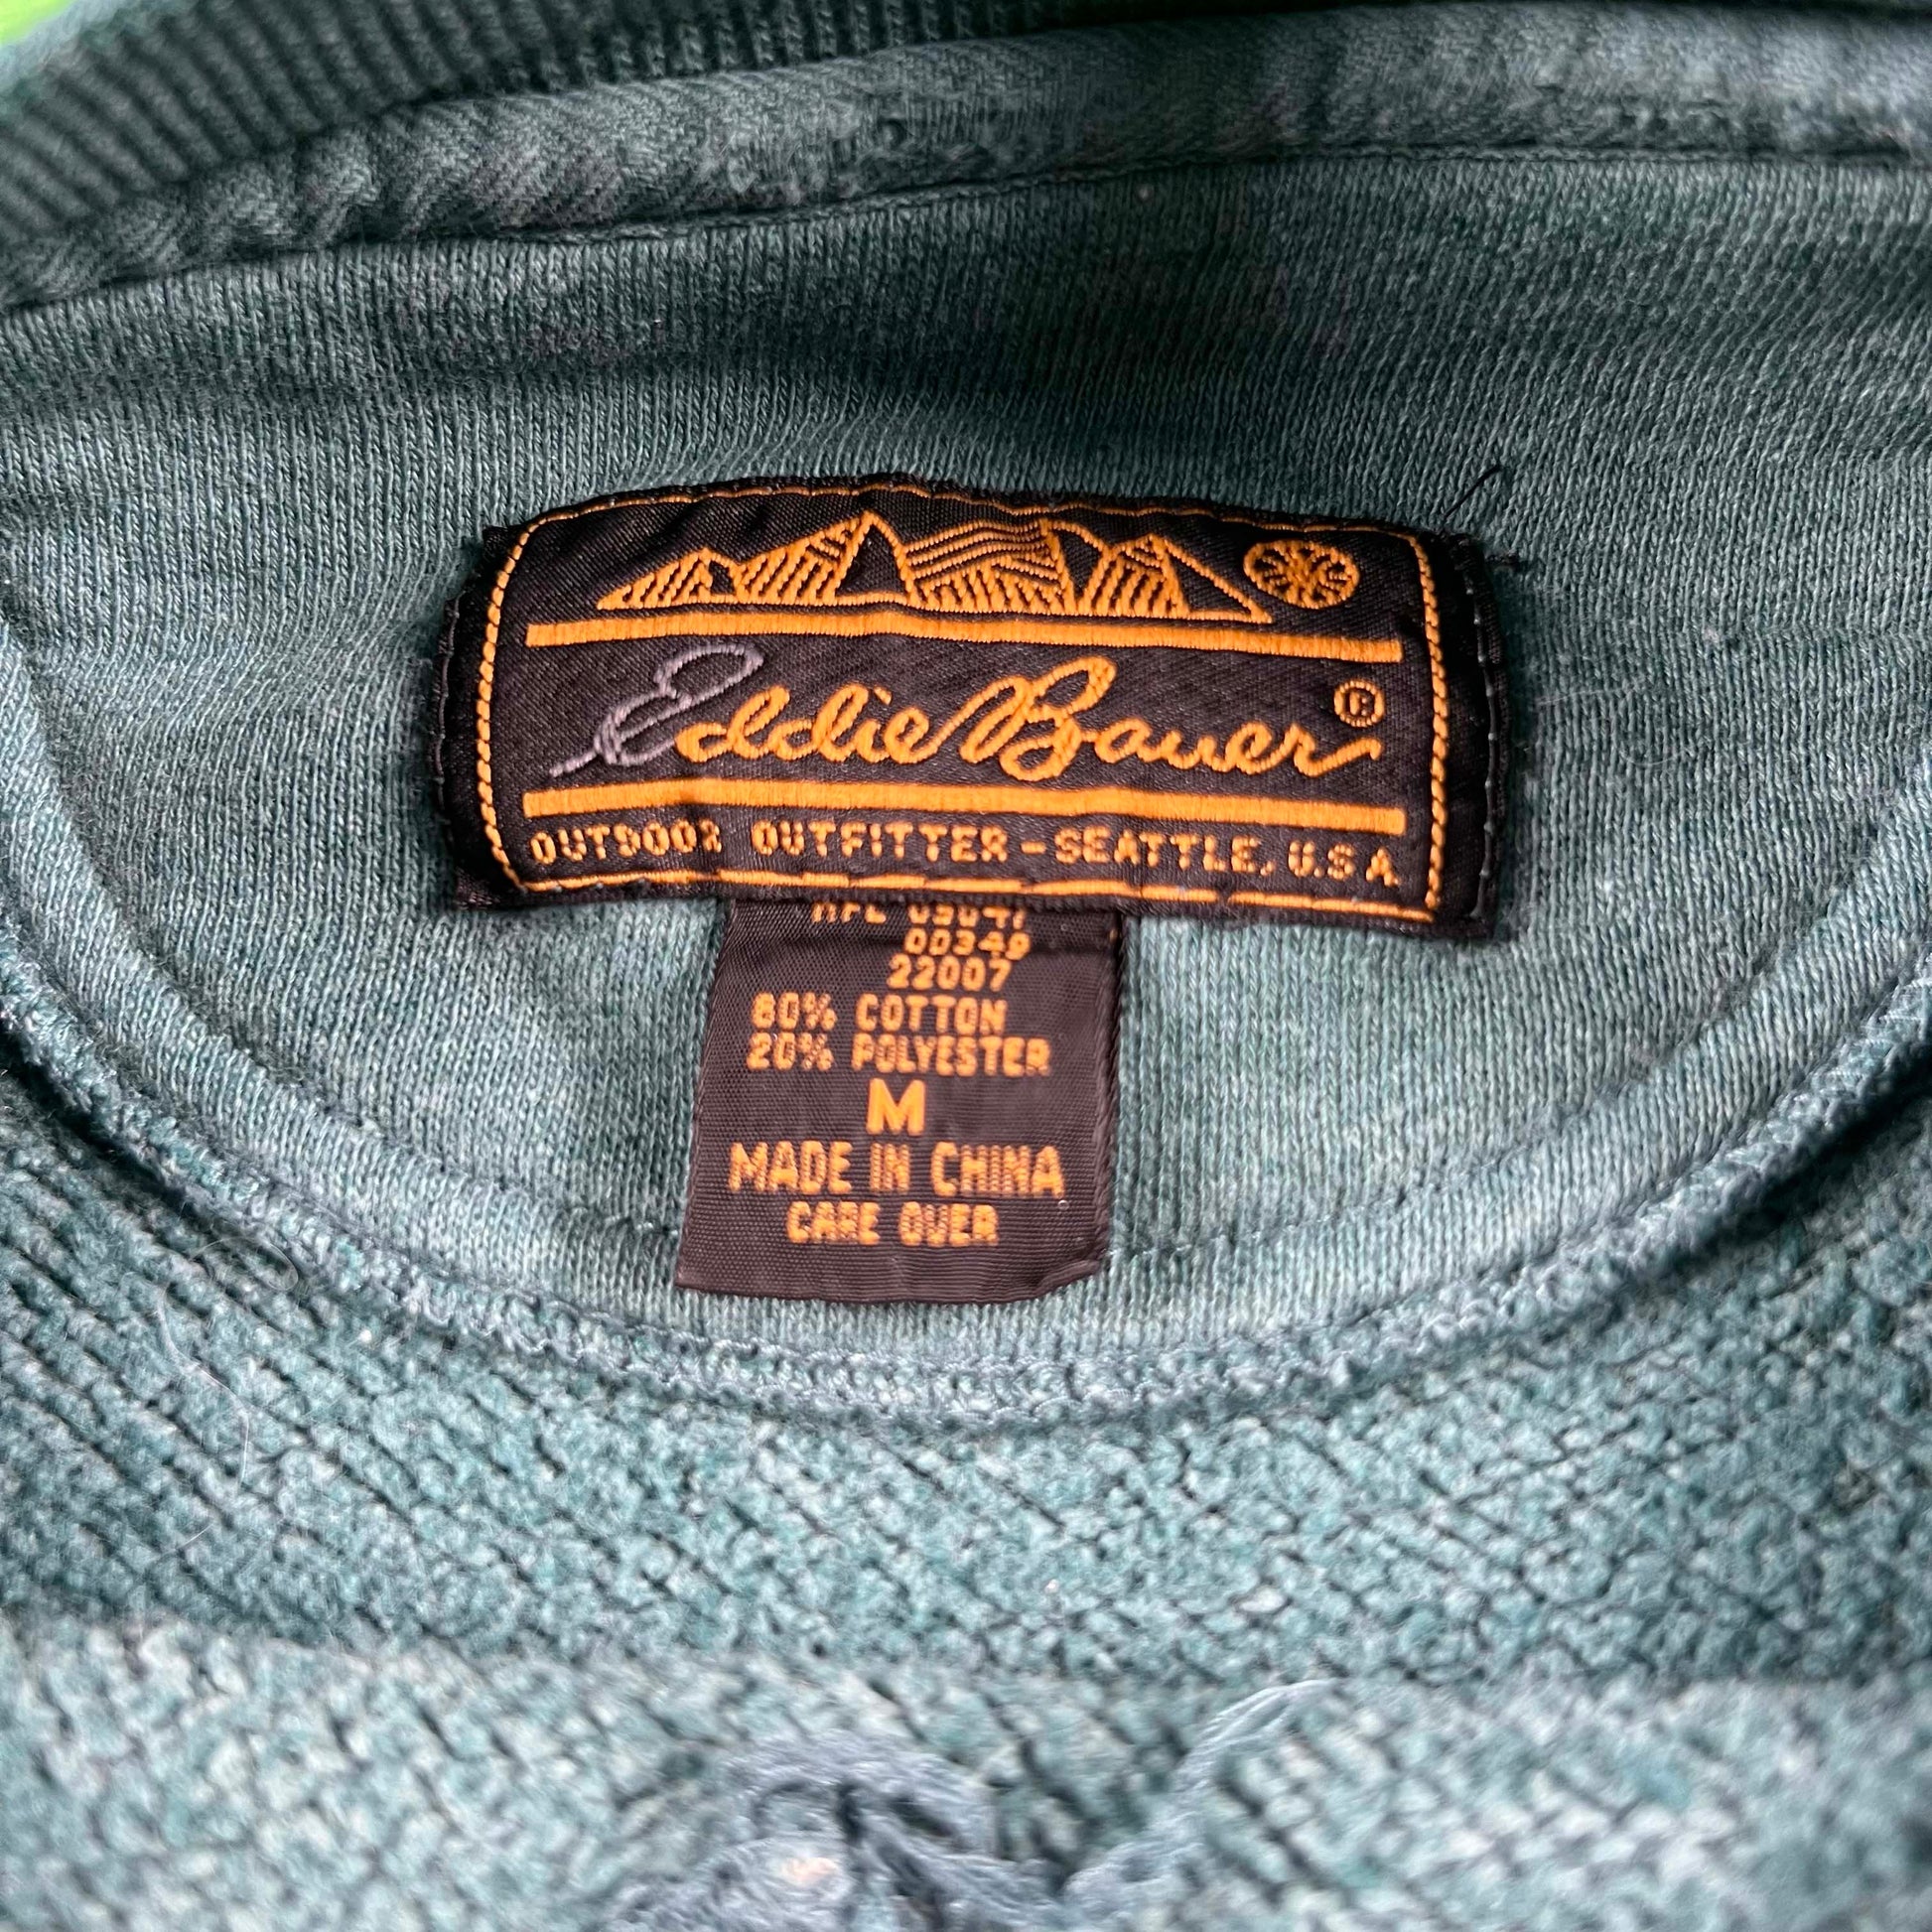 Eddie Bauer ®
OUTDOOR OUTFITTER - SEATTLE, U.S.A.
00349
22007
80% COTTON
20% POLYESTER
M
MADE IN CHINA
CARE OVER